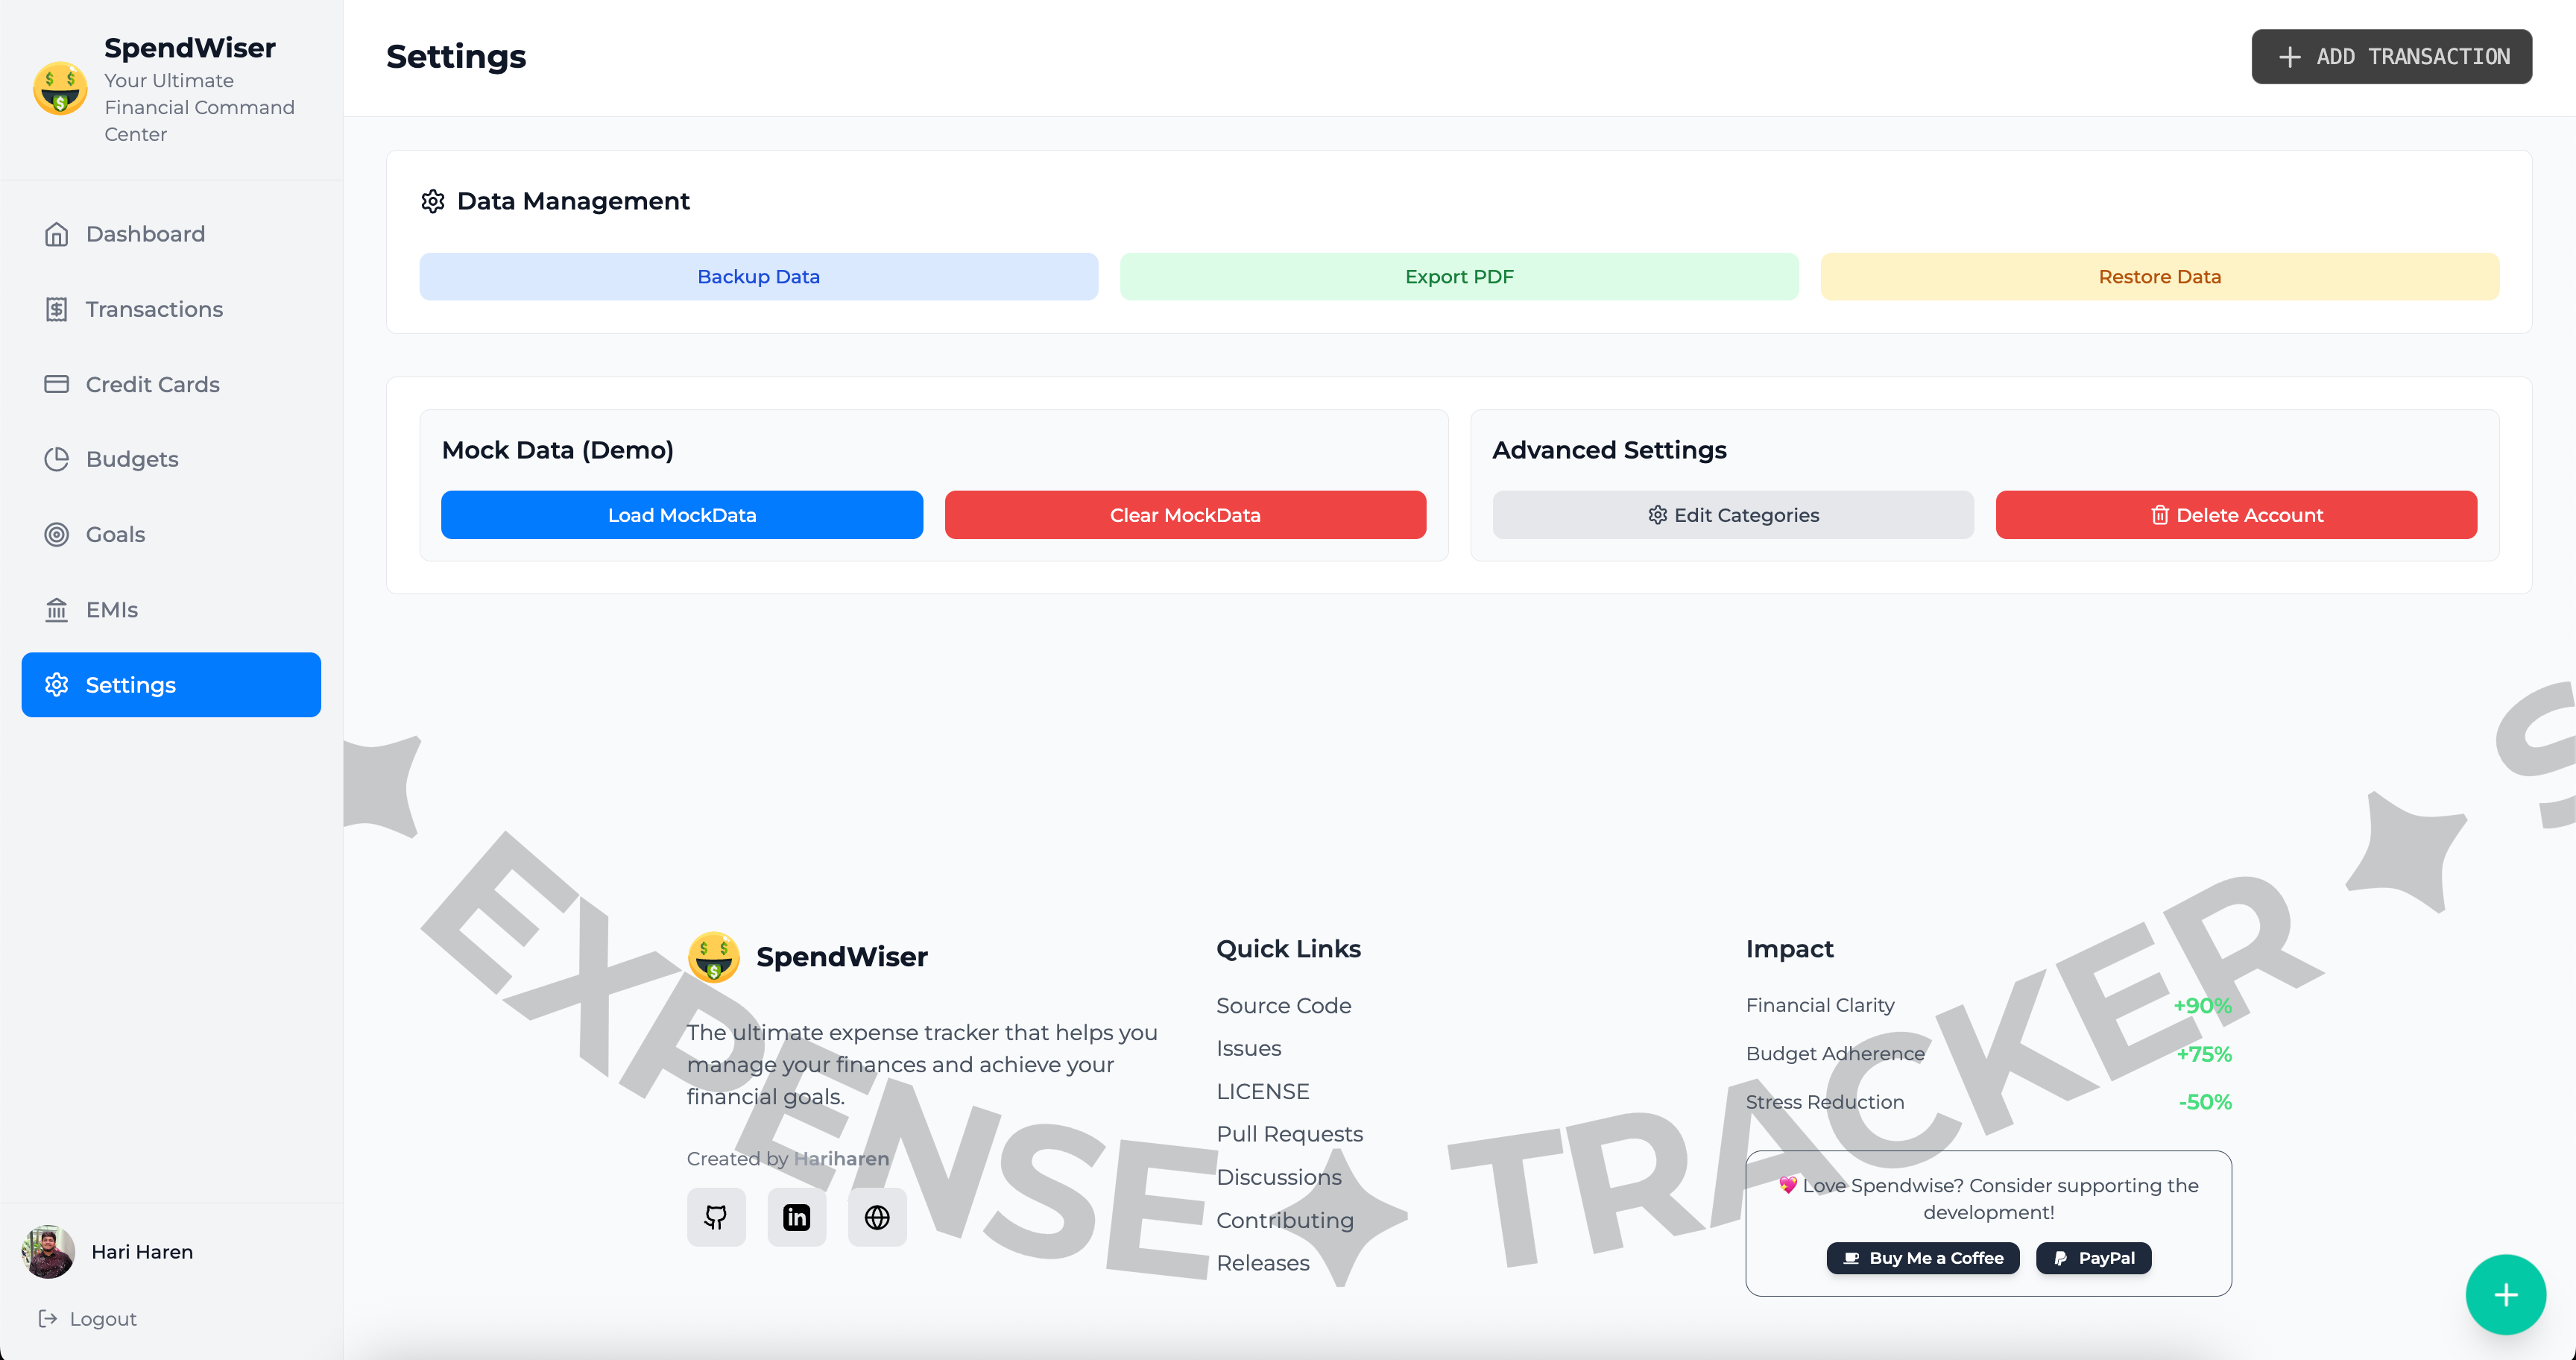 SpendWiser
Your Ultimate
Financial Command
Center
Dashboard
Transactions
Credit Cards
Budgets
Goals
EMIs
Settings
Hari Haren
Logout
Settings
ADD TRANSACTION
Data Management
Backup Data
Export PDF
Restore Data
Mock Data (Demo)
Load MockData
Clear MockData
Advanced Settings
Edit Categories
Delete Account
EXPENSE ✦ TRACKER ✦ S
SpendWiser
The ultimate expense tracker that helps you
manage your finances and achieve your
financial goals.
Created by Hariharen
in
Quick Links
Source Code
Issues
LICENSE
Pull Requests
Discussions
Contributing
Releases
Impact
Financial Clarity +90%
Budget Adherence +75%
Stress Reduction -50%
💖 Love Spendwise? Consider supporting the
development!
Buy Me a Coffee
PayPal